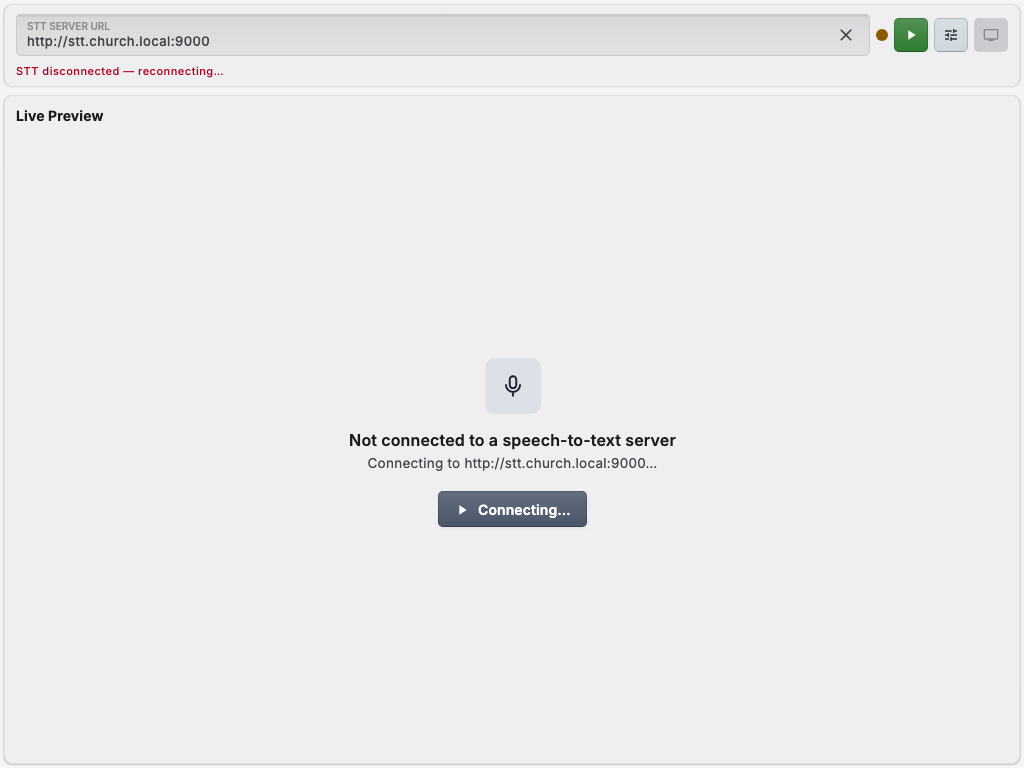 STT SERVER URL
http://stt.church.local:9000
STT disconnected — reconnecting...
Live Preview
Not connected to a speech-to-text server
Connecting to http://stt.church.local:9000...
Connecting...